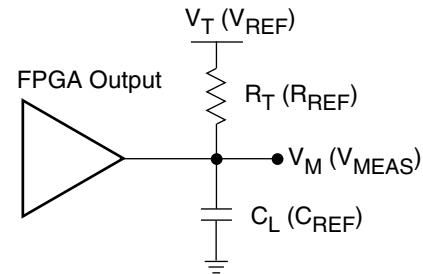 V_T (V_REF)
FPGA Output
R_T (R_REF)
V_M (V_MEAS)
C_L (C_REF)